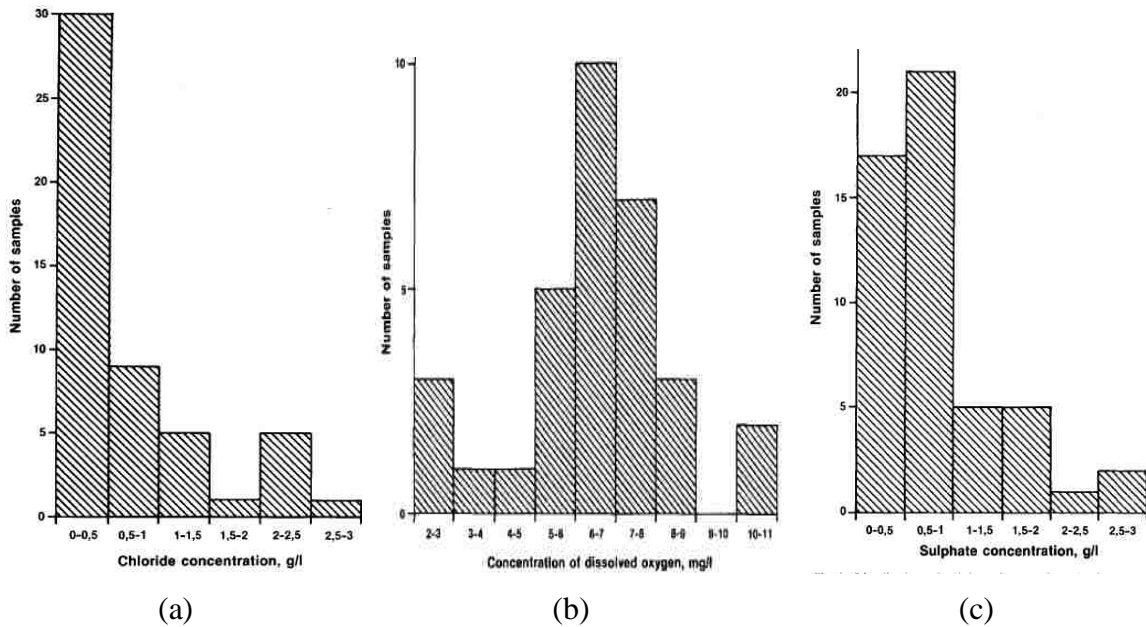 Number of samples
30
25
20
15
10
5
0
0-0,5 0,5-1 1-1,5 1,5-2 2-2,5 2,5-3
Chloride concentration, g/l
(a)
Number of samples
10
5
0
2-3 3-4 4-5 5-6 6-7 7-8 8-9 9-10 10-11
Concentration of dissolved oxygen, mg/l
(b)
Number of samples
20
15
10
5
0
0-0,5 0,5-1 1-1,5 1,5-2 2-2,5 2,5-3
Sulphate concentration, g/l
(c)